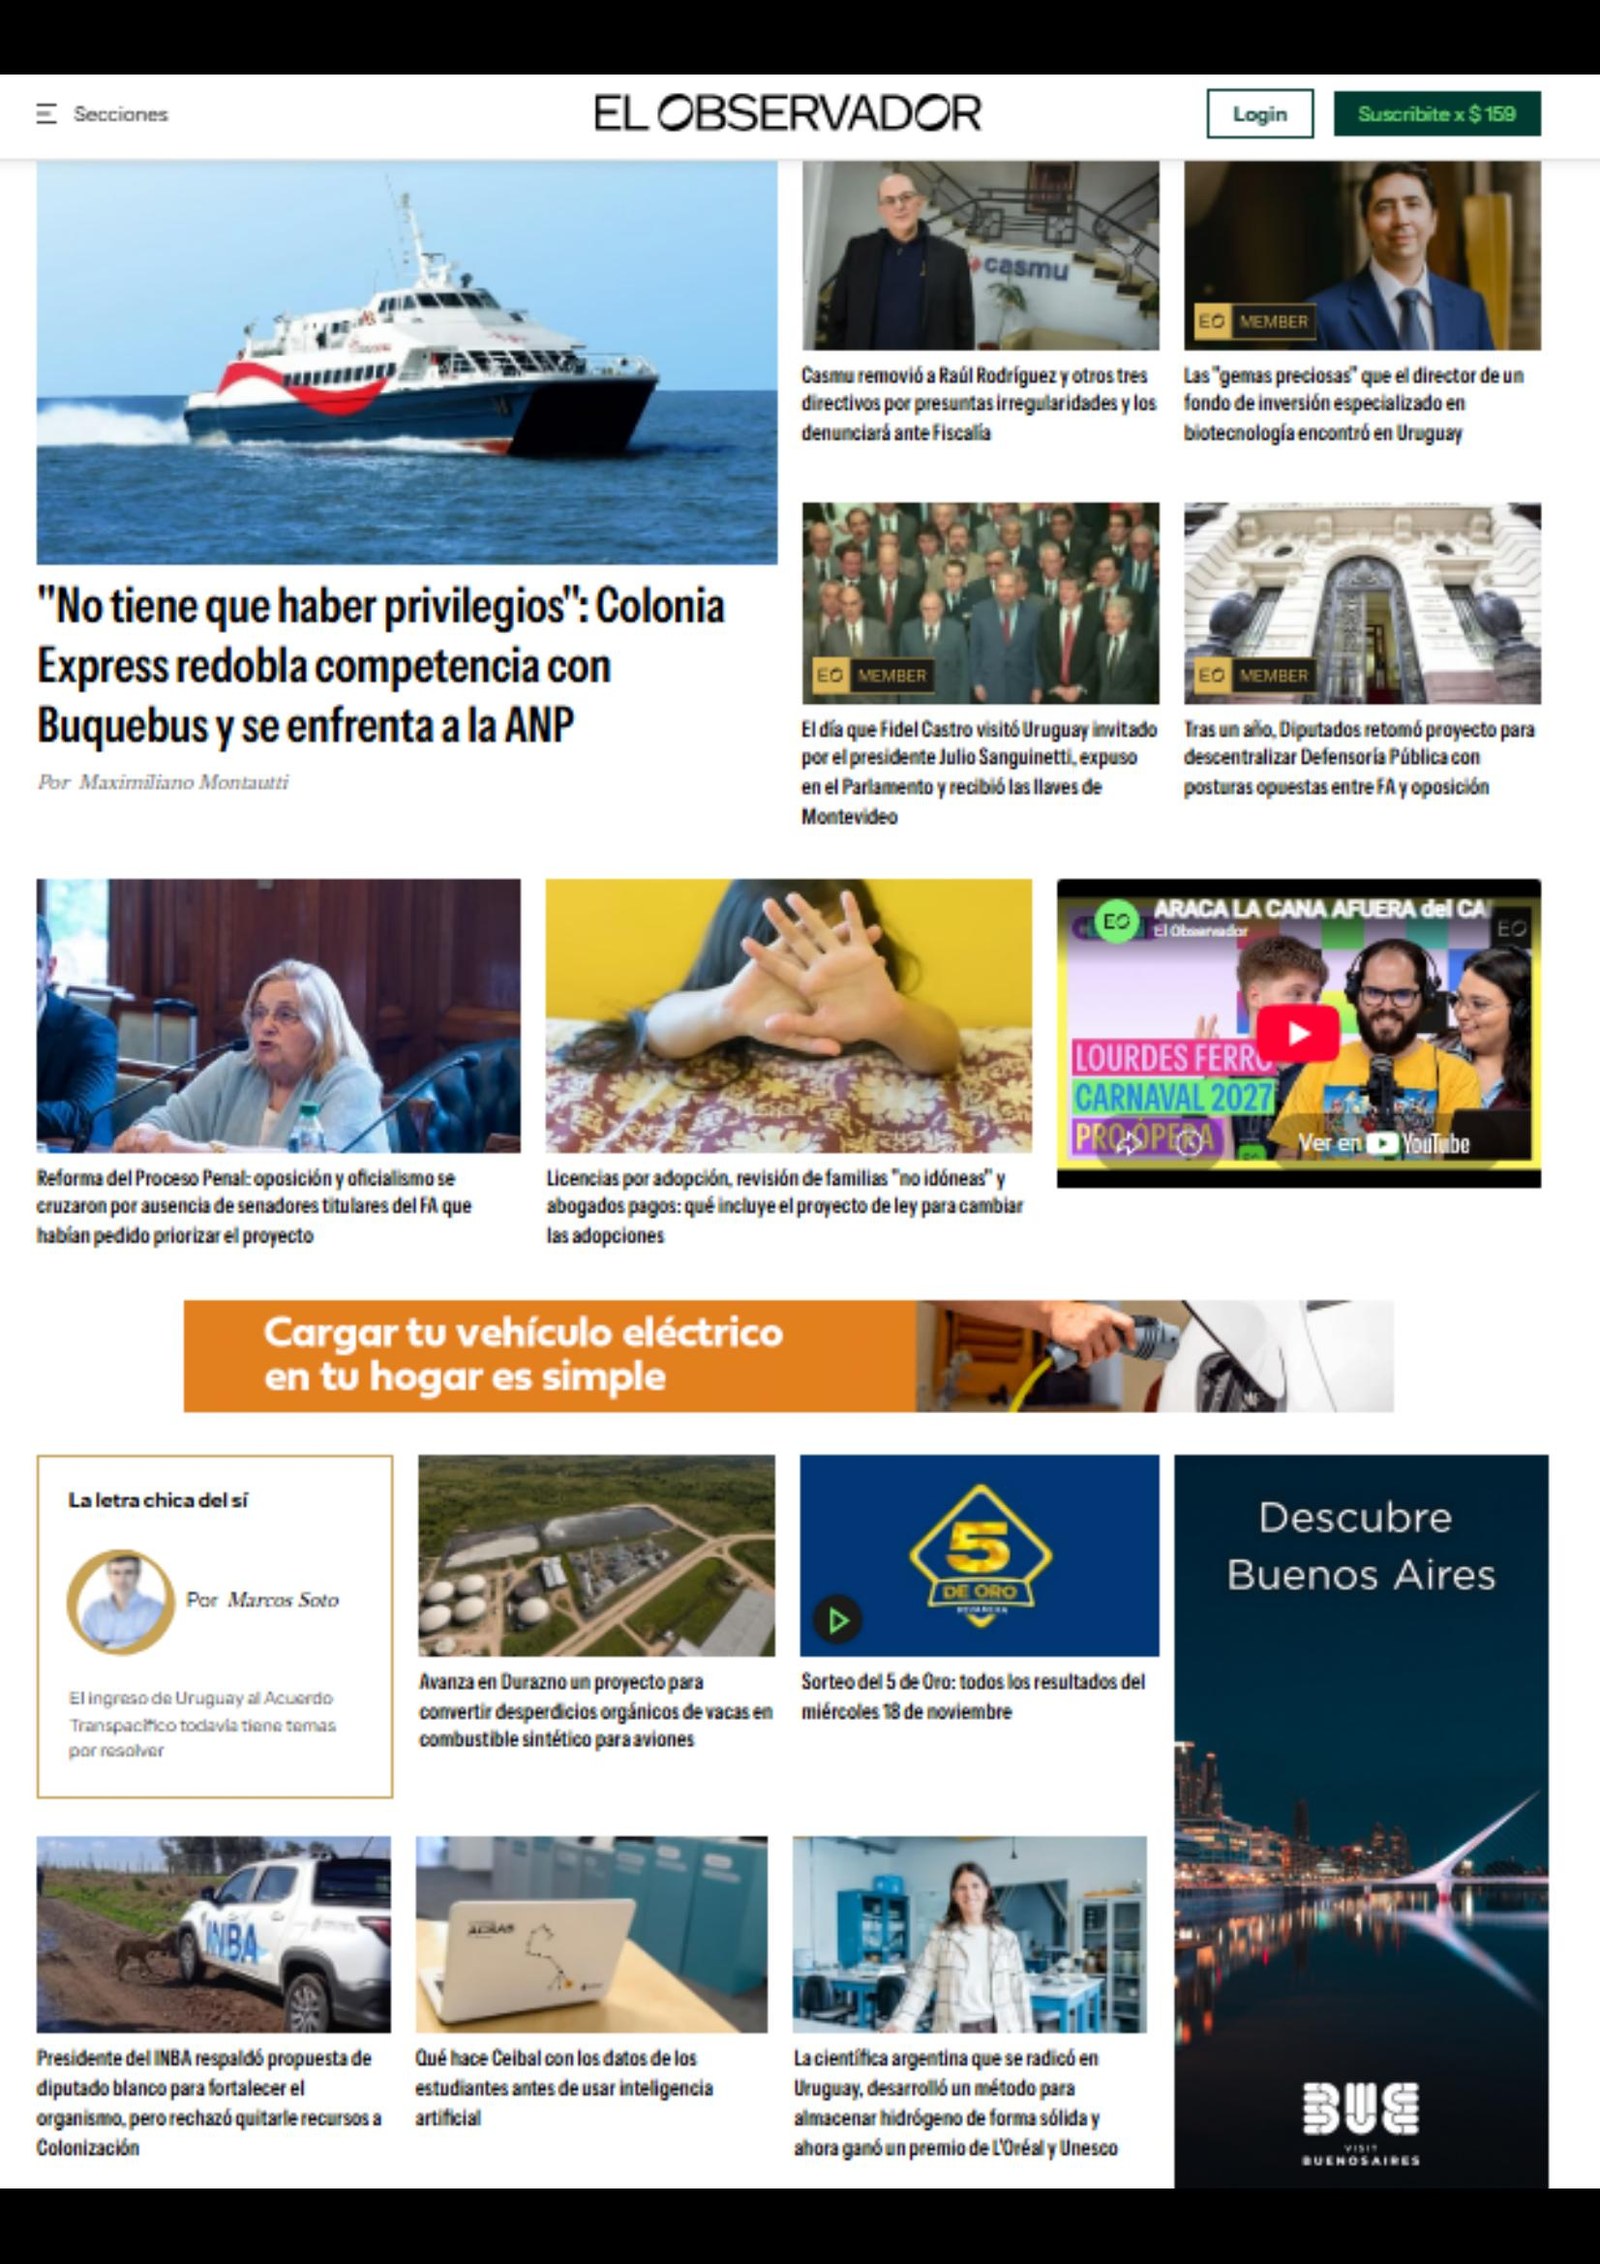 Secciones
EL OBSERVADOR
Login
Suscribite x $ 159
"No tiene que haber privilegios": Colonia
Express redobla competencia con
Buquebus y se enfrenta a la ANP
Por Maximiliano Montautti
casmu
Casmu removió a Raúl Rodríguez y otros tres
directivos por presuntas irregularidades y los
denunciará ante Fiscalía
EO MEMBER
Las "gemas preciosas" que el director de un
fondo de inversión especializado en
biotecnología encontró en Uruguay
EO MEMBER
El día que Fidel Castro visitó Uruguay invitado
por el presidente Julio Sanguinetti, expuso
en el Parlamento y recibió las llaves de
Montevideo
EO MEMBER
Tras un año, Diputados retomó proyecto para
descentralizar Defensoría Pública con
posturas opuestas entre FA y oposición
Reforma del Proceso Penal: oposición y oficialismo se
cruzaron por ausencia de senadores titulares del FA que
habían pedido priorizar el proyecto
Licencias por adopción, revisión de familias "no idóneas" y
abogados pagos: qué incluye el proyecto de ley para cambiar
las adopciones
EO
ARACA LA CANA AFUERA del CA
El Observador
EO
LOURDES FERRO
CARNAVAL 2027
PRO ÓPERA
Ver en YouTube
Cargar tu vehículo eléctrico
en tu hogar es simple
La letra chica del sí
Por Marcos Soto
El ingreso de Uruguay al Acuerdo
Transpacífico todavía tiene temas
por resolver
Avanza en Durazno un proyecto para
convertir desperdicios orgánicos de vacas en
combustible sintético para aviones
5
DE ORO
REVANCHA
Sorteo del 5 de Oro: todos los resultados del
miércoles 18 de noviembre
Descubre
Buenos Aires
BUE
VISIT
BUENOSAIRES
INBA
Presidente del INBA respaldó propuesta de
diputado blanco para fortalecer el
organismo, pero rechazó quitarle recursos a
Colonización
Qué hace Ceibal con los datos de los
estudiantes antes de usar inteligencia
artificial
La científica argentina que se radicó en
Uruguay, desarrolló un método para
almacenar hidrógeno de forma sólida y
ahora ganó un premio de L'Oréal y Unesco